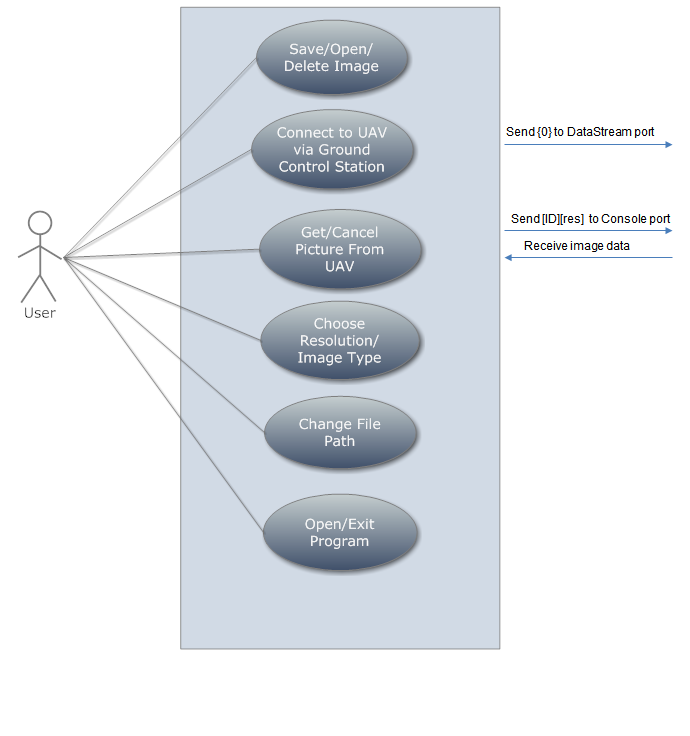 Save/Open/
Delete Image
Connect to UAV
via Ground
Control Station
Send {0} to DataStream port
Get/Cancel
Picture From
UAV
Send [ID][res] to Console port
Receive image data
User
Choose
Resolution/
Image Type
Change File
Path
Open/Exit
Program